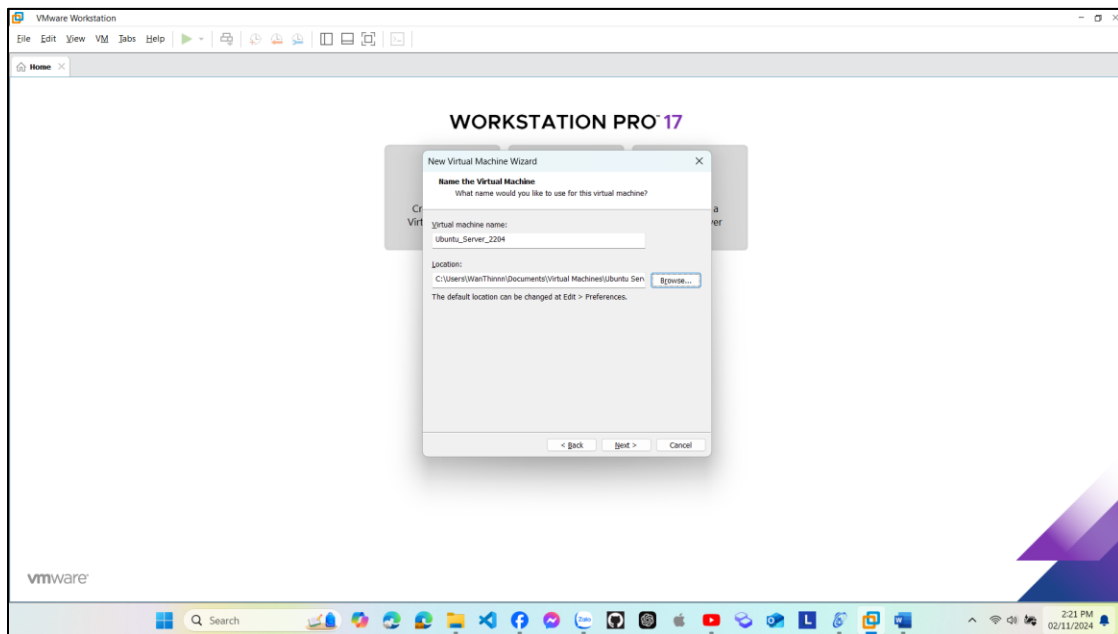 VMware Workstation
File Edit View VM Tabs Help
Home
WORKSTATION PRO™ 17
New Virtual Machine Wizard
Name the Virtual Machine
What name would you like to use for this virtual machine?
Cr
a
Virt
er
Virtual machine name:
Ubuntu_Server_2204
Location:
C:\Users\WanThinnn\Documents\Virtual Machines\Ubuntu Ser
Browse...
The default location can be changed at Edit > Preferences.
< Back Next > Cancel
vmware
Search
Zalo
L
2:21 PM
02/11/2024